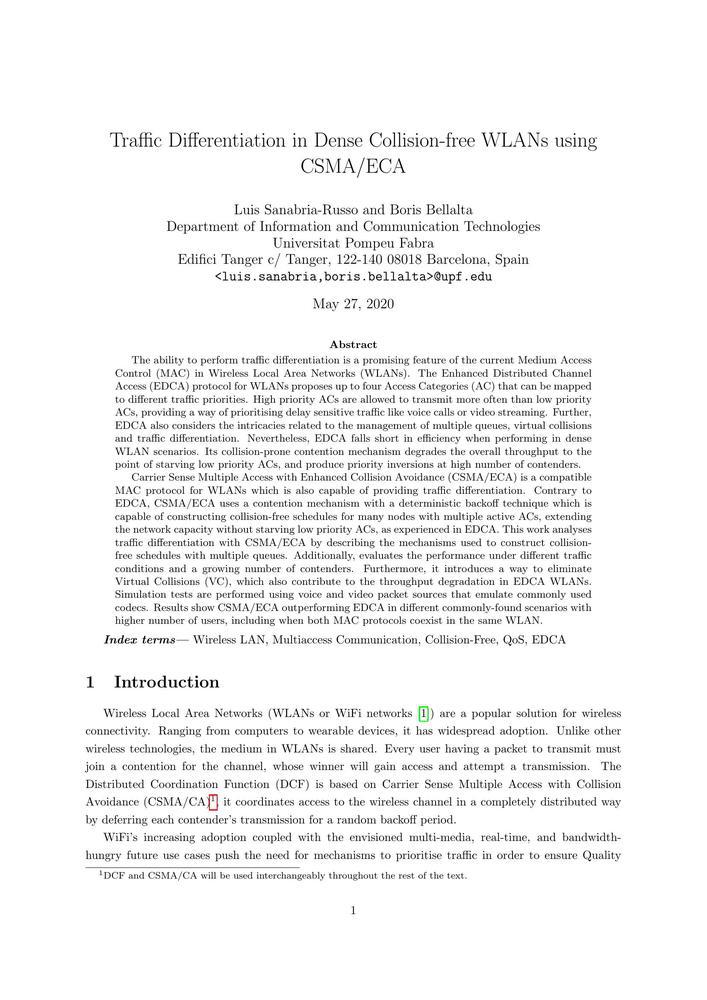 Traffic Differentiation in Dense Collision-free WLANs using
CSMA/ECA
Luis Sanabria-Russo and Boris Bellalta
Department of Information and Communication Technologies
Universitat Pompeu Fabra
Edifici Tanger c/ Tanger, 122-140 08018 Barcelona, Spain
<luis.sanabria,boris.bellalta>@upf.edu
May 27, 2020
Abstract
The ability to perform traffic differentiation is a promising feature of the current Medium Access
Control (MAC) in Wireless Local Area Networks (WLANs). The Enhanced Distributed Channel
Access (EDCA) protocol for WLANs proposes up to four Access Categories (AC) that can be mapped
to different traffic priorities. High priority ACs are allowed to transmit more often than low priority
ACs, providing a way of prioritising delay sensitive traffic like voice calls or video streaming. Further,
EDCA also considers the intricacies related to the management of multiple queues, virtual collisions
and traffic differentiation. Nevertheless, EDCA falls short in efficiency when performing in dense
WLAN scenarios. Its collision-prone contention mechanism degrades the overall throughput to the
point of starving low priority ACs, and produce priority inversions at high number of contenders.
Carrier Sense Multiple Access with Enhanced Collision Avoidance (CSMA/ECA) is a compatible
MAC protocol for WLANs which is also capable of providing traffic differentiation. Contrary to
EDCA, CSMA/ECA uses a contention mechanism with a deterministic backoff technique which is
capable of constructing collision-free schedules for many nodes with multiple active ACs, extending
the network capacity without starving low priority ACs, as experienced in EDCA. This work analyses
traffic differentiation with CSMA/ECA by describing the mechanisms used to construct collision-
free schedules with multiple queues. Additionally, evaluates the performance under different traffic
conditions and a growing number of contenders. Furthermore, it introduces a way to eliminate
Virtual Collisions (VC), which also contribute to the throughput degradation in EDCA WLANs.
Simulation tests are performed using voice and video packet sources that emulate commonly used
codecs. Results show CSMA/ECA outperforming EDCA in different commonly-found scenarios with
higher number of users, including when both MAC protocols coexist in the same WLAN.
Index terms— Wireless LAN, Multiaccess Communication, Collision-Free, QoS, EDCA
1 Introduction
Wireless Local Area Networks (WLANs or WiFi networks [1]) are a popular solution for wireless
connectivity. Ranging from computers to wearable devices, it has widespread adoption. Unlike other
wireless technologies, the medium in WLANs is shared. Every user having a packet to transmit must
join a contention for the channel, whose winner will gain access and attempt a transmission. The
Distributed Coordination Function (DCF) is based on Carrier Sense Multiple Access with Collision
Avoidance (CSMA/CA)1, it coordinates access to the wireless channel in a completely distributed way
by deferring each contender's transmission for a random backoff period.
WiFi's increasing adoption coupled with the envisioned multi-media, real-time, and bandwidth-
hungry future use cases push the need for mechanisms to prioritise traffic in order to ensure Quality
1DCF and CSMA/CA will be used interchangeably throughout the rest of the text.
1